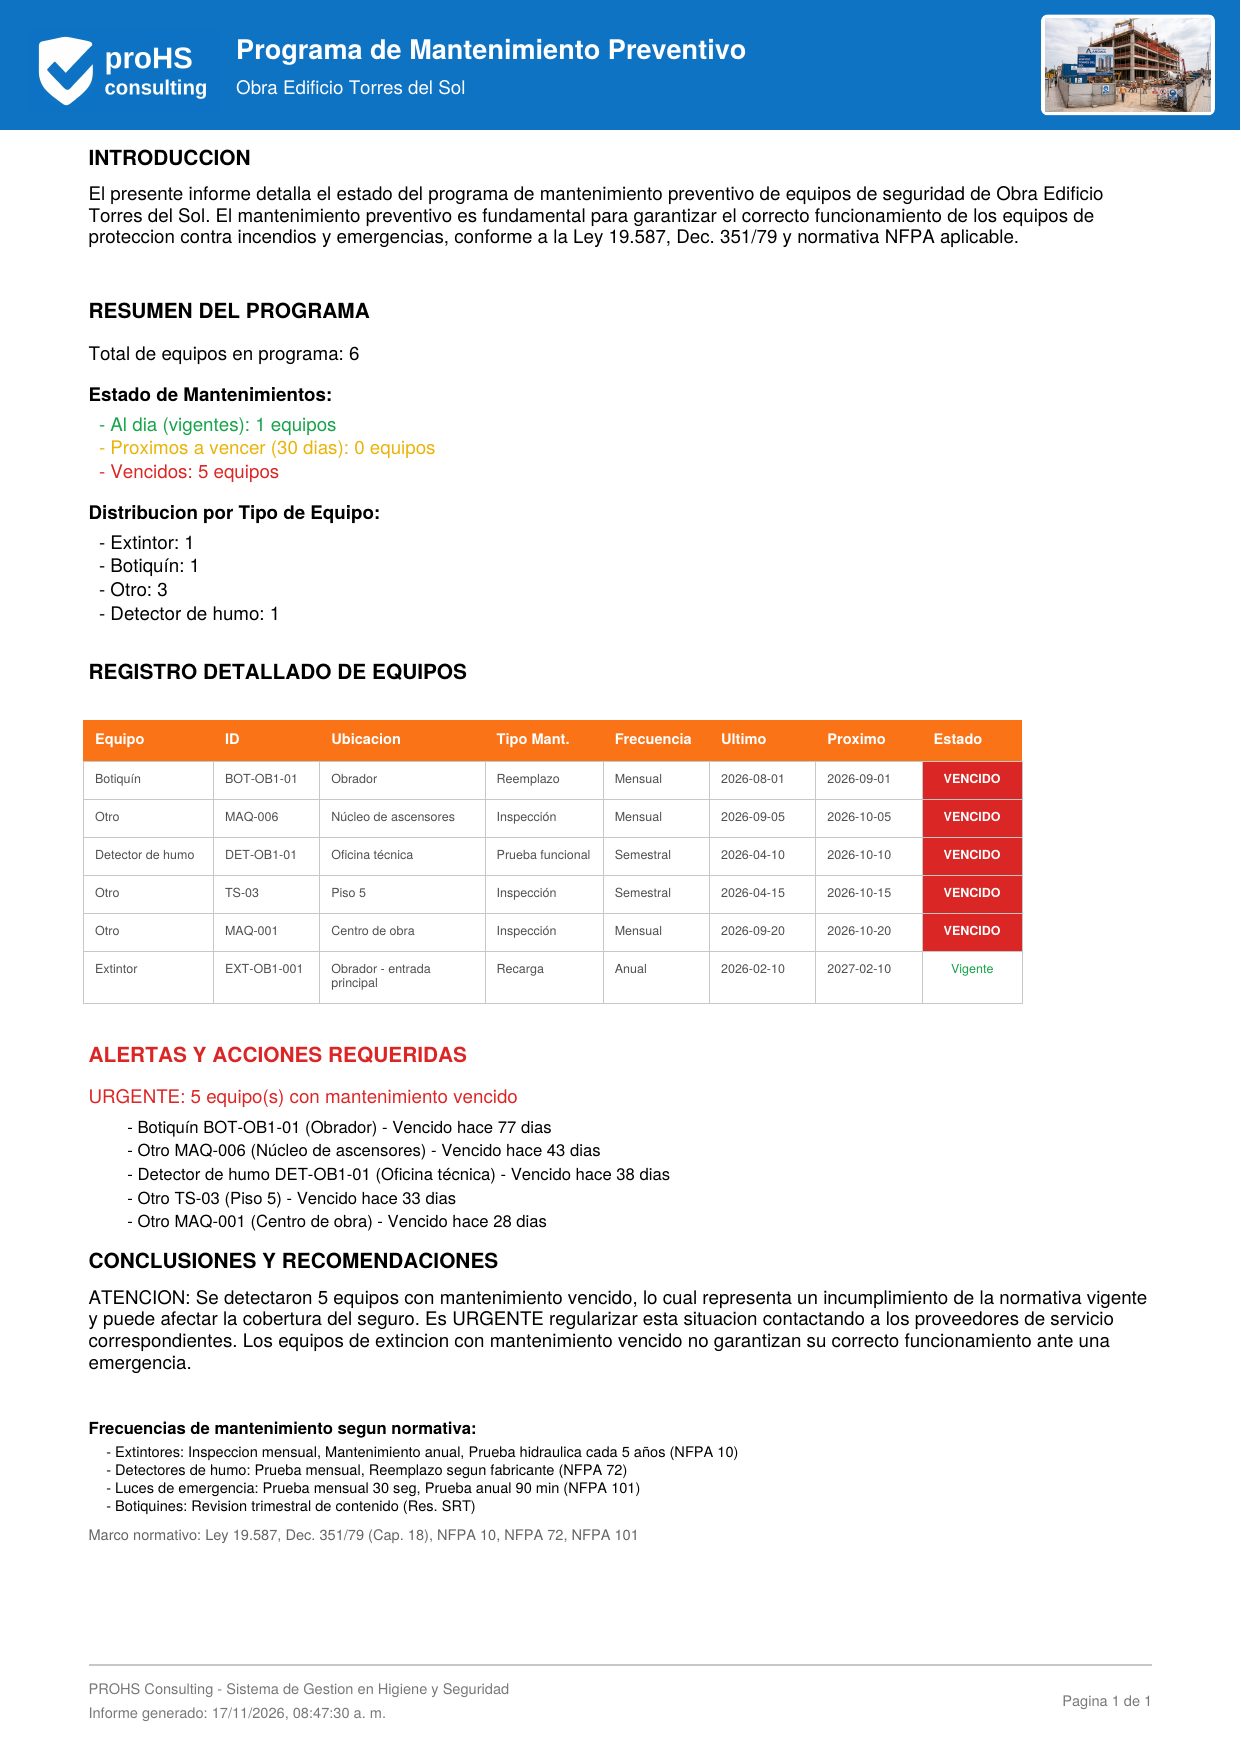 proHS
consulting
Programa de Mantenimiento Preventivo
Obra Edificio Torres del Sol
INTRODUCCION
El presente informe detalla el estado del programa de mantenimiento preventivo de equipos de seguridad de Obra Edificio
Torres del Sol. El mantenimiento preventivo es fundamental para garantizar el correcto funcionamiento de los equipos de
proteccion contra incendios y emergencias, conforme a la Ley 19.587, Dec. 351/79 y normativa NFPA aplicable.
RESUMEN DEL PROGRAMA
Total de equipos en programa: 6
Estado de Mantenimientos:
- Al dia (vigentes): 1 equipos
- Proximos a vencer (30 dias): 0 equipos
- Vencidos: 5 equipos
Distribucion por Tipo de Equipo:
- Extintor: 1
- Botiquín: 1
- Otro: 3
- Detector de humo: 1
REGISTRO DETALLADO DE EQUIPOS
Equipo ID Ubicacion Tipo Mant. Frecuencia Ultimo Proximo Estado
Botiquín BOT-OB1-01 Obrador Reemplazo Mensual 2026-08-01 2026-09-01 VENCIDO
Otro MAQ-006 Núcleo de ascensores Inspección Mensual 2026-09-05 2026-10-05 VENCIDO
Detector de humo DET-OB1-01 Oficina técnica Prueba funcional Semestral 2026-04-10 2026-10-10 VENCIDO
Otro TS-03 Piso 5 Inspección Semestral 2026-04-15 2026-10-15 VENCIDO
Otro MAQ-001 Centro de obra Inspección Mensual 2026-09-20 2026-10-20 VENCIDO
Extintor EXT-OB1-001 Obrador - entrada Recarga Anual 2026-02-10 2027-02-10 Vigente
principal
ALERTAS Y ACCIONES REQUERIDAS
URGENTE: 5 equipo(s) con mantenimiento vencido
- Botiquín BOT-OB1-01 (Obrador) - Vencido hace 77 dias
- Otro MAQ-006 (Núcleo de ascensores) - Vencido hace 43 dias
- Detector de humo DET-OB1-01 (Oficina técnica) - Vencido hace 38 dias
- Otro TS-03 (Piso 5) - Vencido hace 33 dias
- Otro MAQ-001 (Centro de obra) - Vencido hace 28 dias
CONCLUSIONES Y RECOMENDACIONES
ATENCION: Se detectaron 5 equipos con mantenimiento vencido, lo cual representa un incumplimiento de la normativa vigente
y puede afectar la cobertura del seguro. Es URGENTE regularizar esta situacion contactando a los proveedores de servicio
correspondientes. Los equipos de extincion con mantenimiento vencido no garantizan su correcto funcionamiento ante una
emergencia.
Frecuencias de mantenimiento segun normativa:
- Extintores: Inspeccion mensual, Mantenimiento anual, Prueba hidraulica cada 5 años (NFPA 10)
- Detectores de humo: Prueba mensual, Reemplazo segun fabricante (NFPA 72)
- Luces de emergencia: Prueba mensual 30 seg, Prueba anual 90 min (NFPA 101)
- Botiquines: Revision trimestral de contenido (Res. SRT)
Marco normativo: Ley 19.587, Dec. 351/79 (Cap. 18), NFPA 10, NFPA 72, NFPA 101
PROHS Consulting - Sistema de Gestion en Higiene y Seguridad
Informe generado: 17/11/2026, 08:47:30 a. m.
Pagina 1 de 1